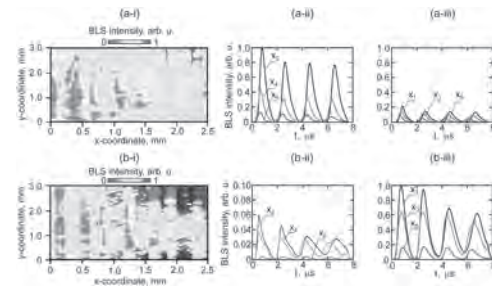 (a-i)
BLS intensity, arb. u.
0 1
y-coordinate, mm
3.0
2.0
1.0
0
0 0.5 1.0 1.5 2.0 2.5
x-coordinate, mm
(a-ii)
BLS intensity, arb. u.
1.0
0.8
0.6
0.4
0.2
0
0 2 4 6 8
t, μs
(a-iii)
1.0
0.8
0.6
0.4
0.2
0
0 2 4 6 8
t, μs
(b-i)
BLS intensity, arb. u.
0 1
y-coordinate, mm
3.0
2.0
1.0
0
0 0.5 1.0 1.5 2.0 2.5
x-coordinate, mm
(b-ii)
BLS intensity, arb. u.
0.10
0.08
0.06
0.04
0.02
0
0 2 4 6 8
t, μs
(b-iii)
1.0
0.8
0.6
0.4
0.2
0
0 2 4 6 8
t, μs